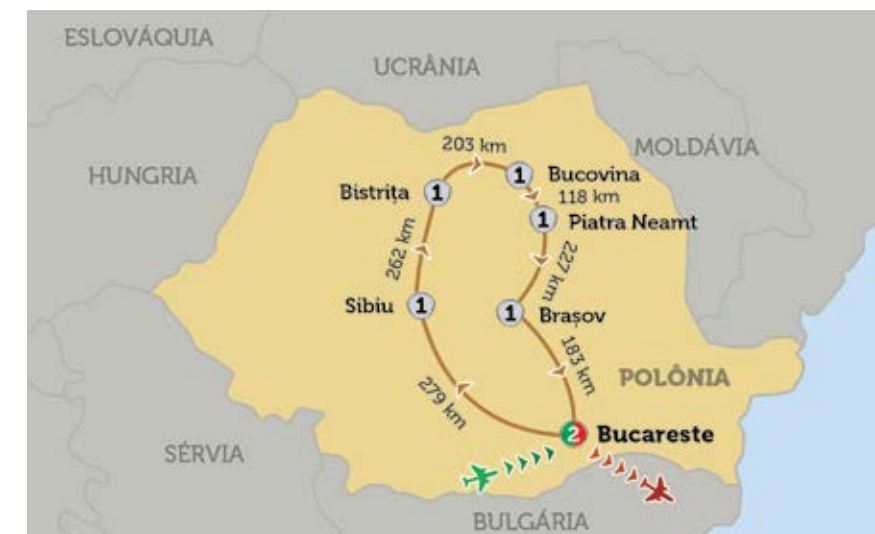 ESLOVÁQUIA
UCRÂNIA
MOLDÁVIA
HUNGRIA
203 km
Bucovina
1
Bistrița
1
118 km
1
Piatra Neamt
262 km
227 km
Sibiu
1
1
Brașov
183 km
279 km
POLÔNIA
2
Bucareste
SÉRVIA
BULGÁRIA